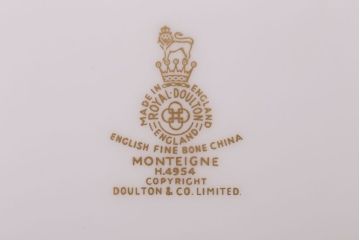 MADE IN ENGLAND
ROYAL·DOULTON
ENGLAND
ENGLISH FINE BONE CHINA
MONTEIGNE
H.4954
COPYRIGHT
DOULTON & CO. LIMITED.